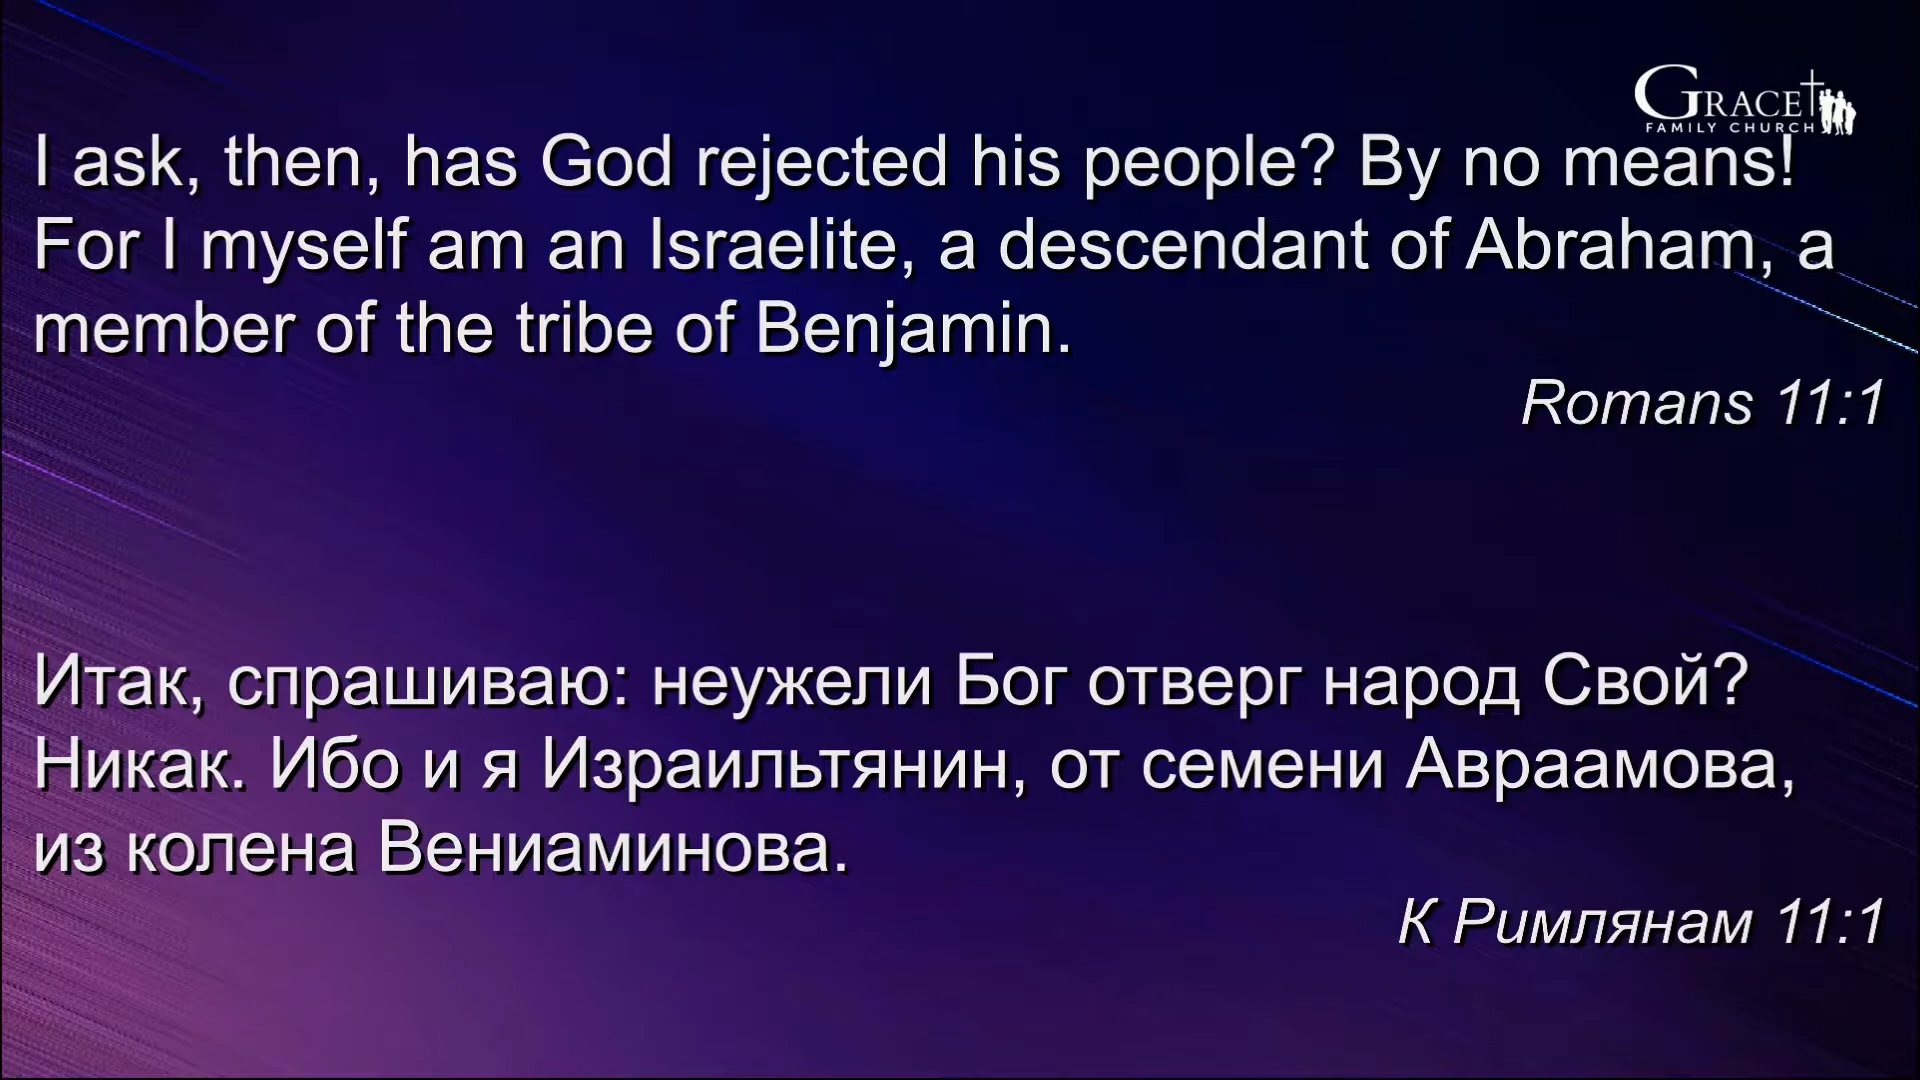 GRACE
FAMILY CHURCH
I ask, then, has God rejected his people? By no means!
For I myself am an Israelite, a descendant of Abraham, a
member of the tribe of Benjamin.
Romans 11:1
Итак, спрашиваю: неужели Бог отверг народ Свой?
Никак. Ибо и я Израильтянин, от семени Авраамова,
из колена Вениаминова.
К Римлянам 11:1